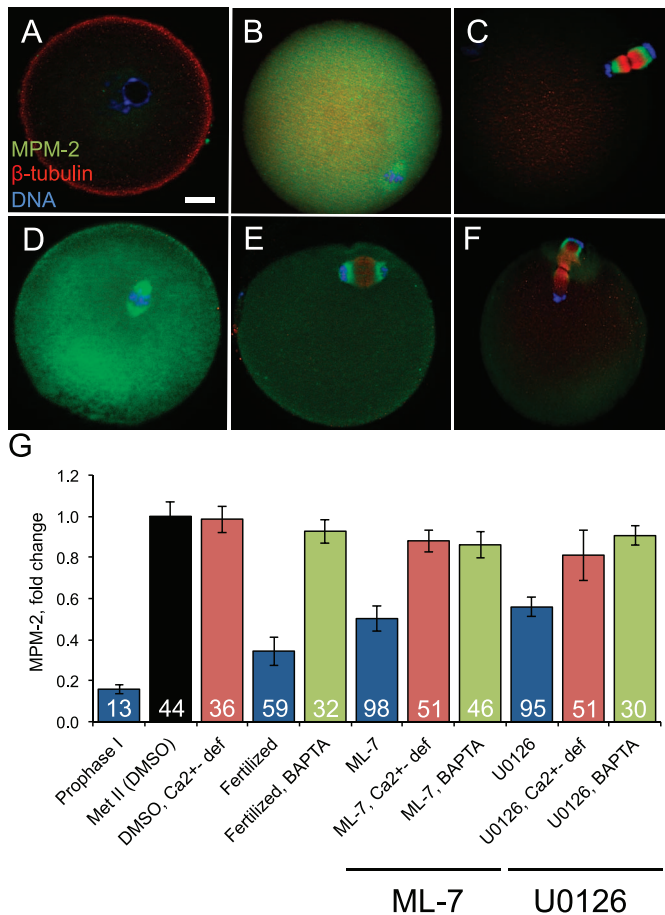 A
B
C
MPM-2
β-tubulin
DNA
D
E
F
G
MPM-2, fold change
1.2
1.0
0.8
0.6
0.4
0.2
0.0
13
44
36
59
32
98
51
46
95
51
30
Prophase I
Met II (DMSO)
DMSO, Ca2+- def
Fertilized
Fertilized, BAPTA
ML-7
ML-7, Ca2+- def
ML-7, BAPTA
U0126
U0126, Ca2+- def
U0126, BAPTA
ML-7
U0126